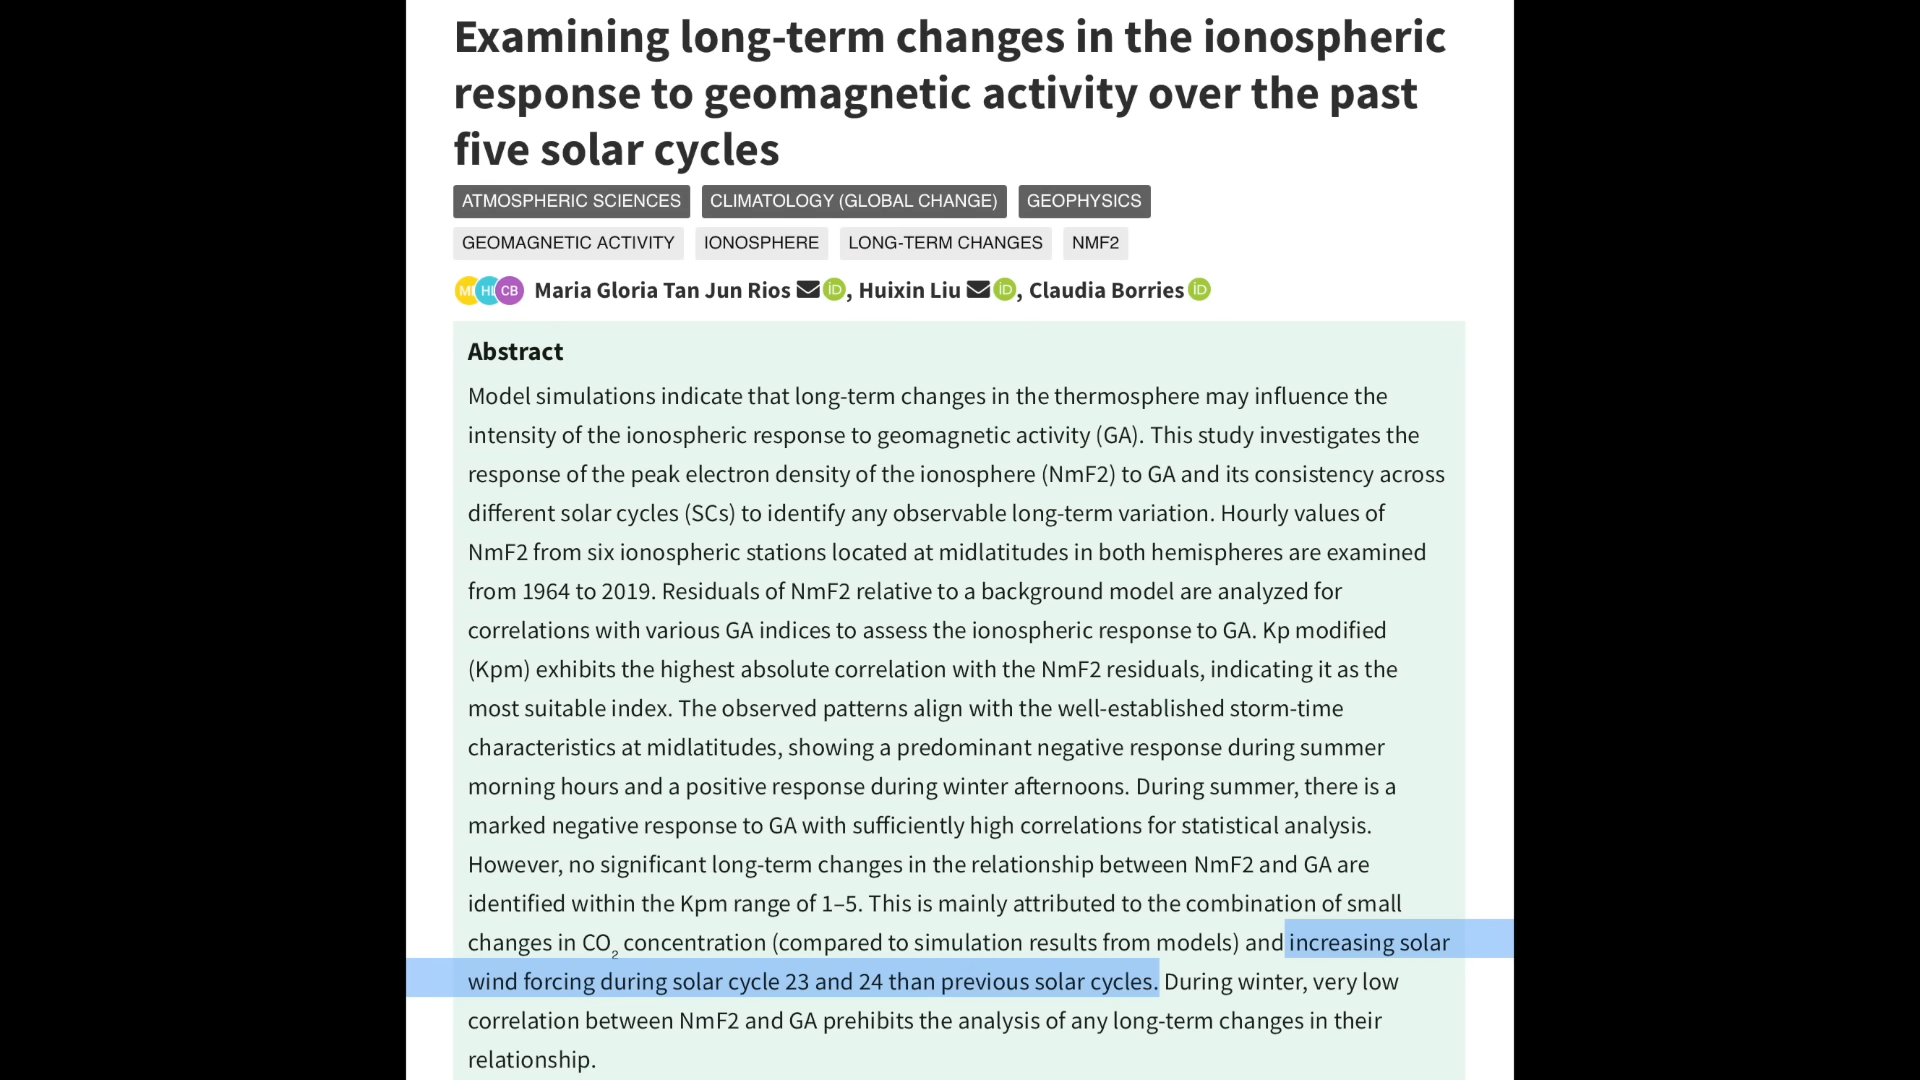 Examining long-term changes in the ionospheric
response to geomagnetic activity over the past
five solar cycles
ATMOSPHERIC SCIENCES CLIMATOLOGY (GLOBAL CHANGE) GEOPHYSICS
GEOMAGNETIC ACTIVITY IONOSPHERE LONG-TERM CHANGES NMF2
CB Maria Gloria Tan Jun Rios iD, Huixin Liu iD, Claudia Borries iD
Abstract
Model simulations indicate that long-term changes in the thermosphere may influence the
intensity of the ionospheric response to geomagnetic activity (GA). This study investigates the
response of the peak electron density of the ionosphere (NmF2) to GA and its consistency across
different solar cycles (SCs) to identify any observable long-term variation. Hourly values of
NmF2 from six ionospheric stations located at midlatitudes in both hemispheres are examined
from 1964 to 2019. Residuals of NmF2 relative to a background model are analyzed for
correlations with various GA indices to assess the ionospheric response to GA. Kp modified
(Kpm) exhibits the highest absolute correlation with the NmF2 residuals, indicating it as the
most suitable index. The observed patterns align with the well-established storm-time
characteristics at midlatitudes, showing a predominant negative response during summer
morning hours and a positive response during winter afternoons. During summer, there is a
marked negative response to GA with sufficiently high correlations for statistical analysis.
However, no significant long-term changes in the relationship between NmF2 and GA are
identified within the Kpm range of 1–5. This is mainly attributed to the combination of small
changes in CO2 concentration (compared to simulation results from models) and increasing solar
wind forcing during solar cycle 23 and 24 than previous solar cycles. During winter, very low
correlation between NmF2 and GA prehibits the analysis of any long-term changes in their
relationship.